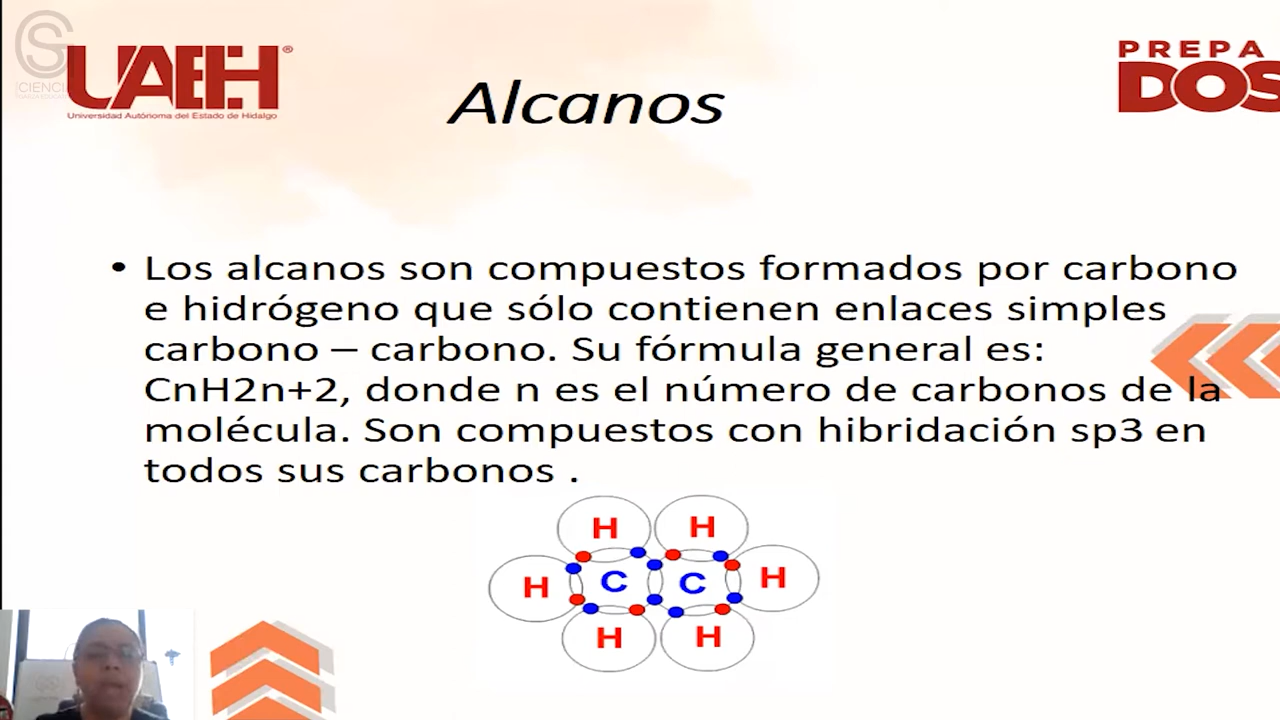 CIENCIA
UAEH®
Universidad Autónoma del Estado de Hidalgo
PREPA
DOS
Alcanos
• Los alcanos son compuestos formados por carbono
e hidrógeno que sólo contienen enlaces simples
carbono – carbono. Su fórmula general es:
CnH2n+2, donde n es el número de carbonos de la
molécula. Son compuestos con hibridación sp3 en
todos sus carbonos .
H H
H C C H
H H